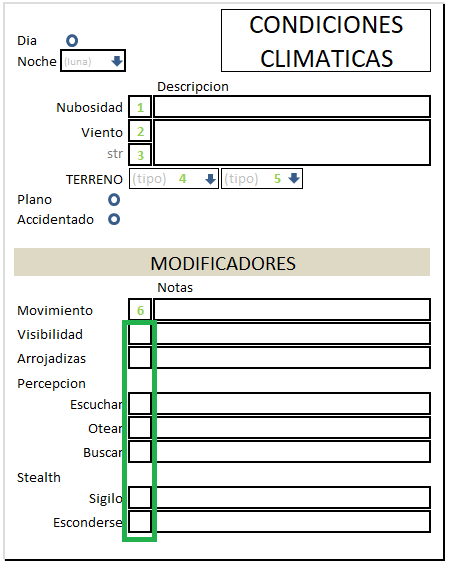 CONDICIONES
CLIMATICAS
Dia
Noche (luna)
Descripcion
Nubosidad 1
Viento 2
str 3
TERRENO (tipo) 4 (tipo) 5
Plano
Accidentado
MODIFICADORES
Notas
Movimiento 6
Visibilidad
Arrojadizas
Percepcion
Escuchar
Otear
Buscar
Stealth
Sigilo
Esconderse